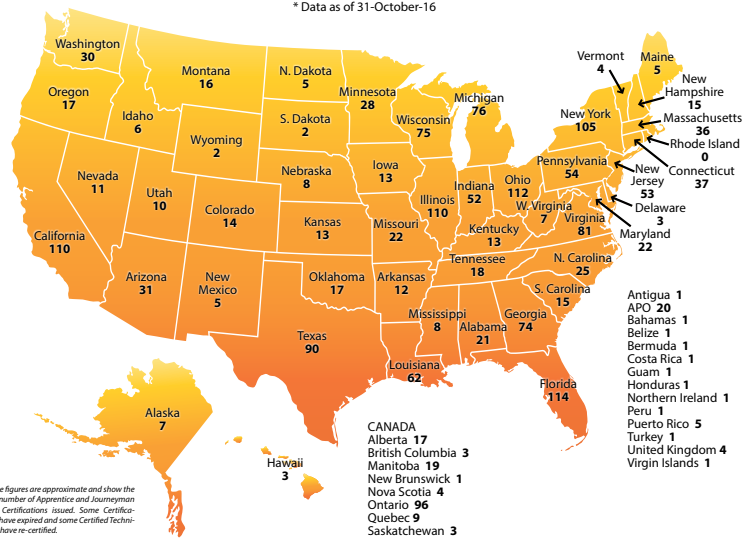 * Data as of 31-October-16
Washington
30
Oregon
17
Idaho
6
Montana
16
Wyoming
2
N. Dakota
5
S. Dakota
2
Nebraska
8
Minnesota
28
Wisconsin
75
Michigan
76
Iowa
13
Nevada
11
Utah
10
Colorado
14
Kansas
13
California
110
Arizona
31
New
Mexico
5
Oklahoma
17
Texas
90
Missouri
22
Arkansas
12
Illinois
110
Indiana
52
Ohio
112
Kentucky
13
Tennessee
18
Mississippi
8
Alabama
21
Georgia
74
Louisiana
62
Florida
114
S. Carolina
15
N. Carolina
25
Virginia
81
W. Virginia
7
Pennsylvania
54
New York
105
Vermont
4
Maine
5
New
Hampshire
15
Massachusetts
36
Rhode Island
0
Connecticut
37
New
Jersey
53
Delaware
3
Maryland
22
Alaska
7
Hawaii
3
CANADA
Alberta 17
British Columbia 3
Manitoba 19
New Brunswick 1
Nova Scotia 4
Ontario 96
Quebec 9
Saskatchewan 3
Antigua 1
APO 20
Bahamas 1
Belize 1
Bermuda 1
Costa Rica 1
Guam 1
Honduras 1
Northern Ireland 1
Peru 1
Puerto Rico 5
Turkey 1
United Kingdom 4
Virgin Islands 1
figures are approximate and show the
number of Apprentice and Journeyman
Certifications issued. Some Certifica-
have expired and some Certified Techni-
have re-certified.